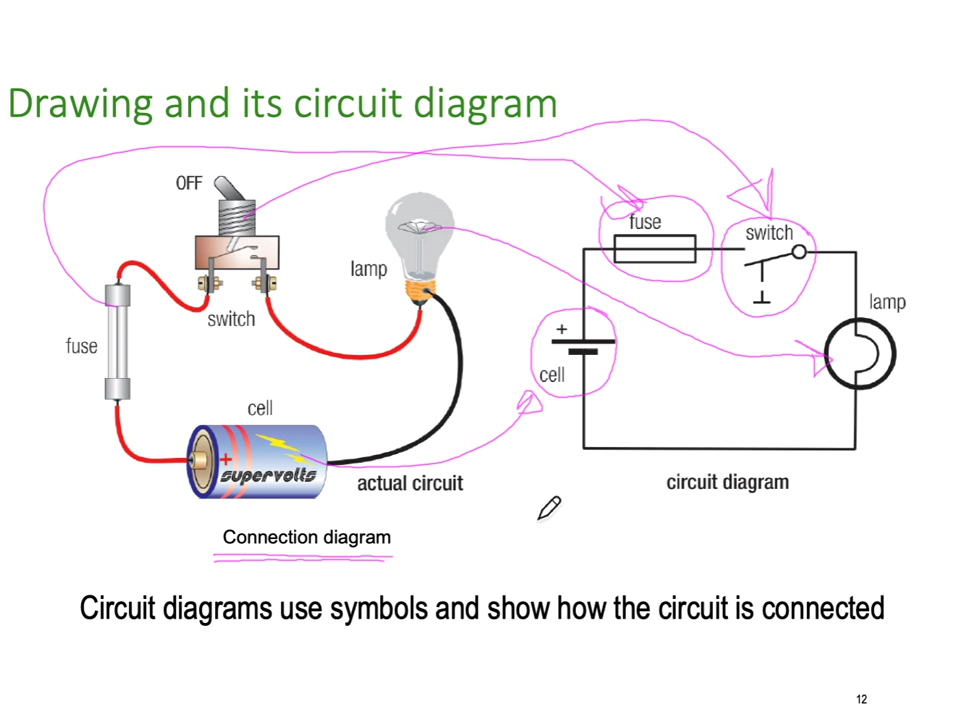 Drawing and its circuit diagram
OFF
lamp
switch
fuse
cell
+
supervolts
actual circuit
Connection diagram
fuse
switch
lamp
+
cell
circuit diagram
Circuit diagrams use symbols and show how the circuit is connected
12